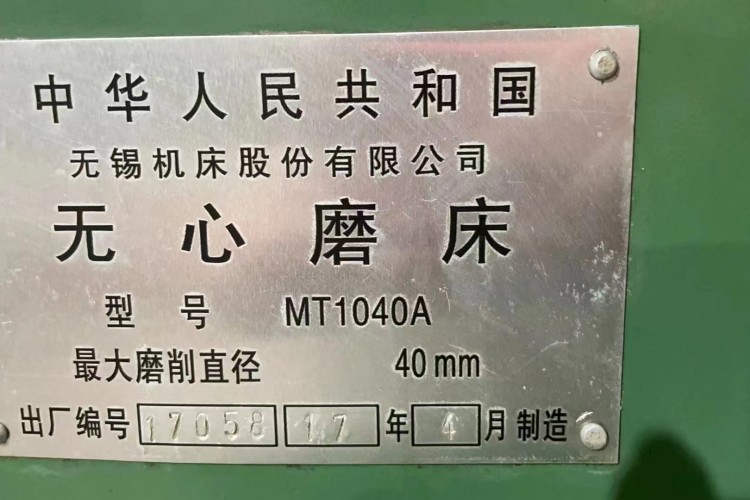 中华人民共和国
无锡机床股份有限公司
无心磨床
型号 MT1040A
最大磨削直径 40mm
出厂编号 17058 17 年 4 月制造